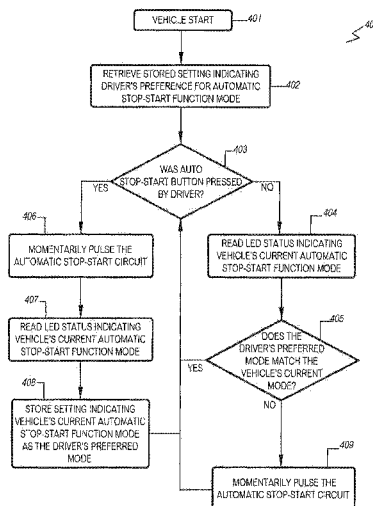 VEHICLE START
401
40
RETRIEVE STORED SETTING INDICATING
DRIVER'S PREFERENCE FOR AUTOMATIC
STOP-START FUNCTION MODE
402
403
WAS AUTO
STOP-START BUTTON PRESSED
BY DRIVER?
YES
NO
406
MOMENTARILY PULSE THE
AUTOMATIC STOP-START CIRCUIT
404
READ LED STATUS INDICATING
VEHICLE'S CURRENT AUTOMATIC
STOP-START FUNCTION MODE
407
READ LED STATUS INDICATING
VEHICLE'S CURRENT AUTOMATIC
STOP-START FUNCTION MODE
405
DOES THE
DRIVER'S PREFERRED
MODE MATCH THE
VEHICLE'S CURRENT
MODE?
YES
NO
408
STORE SETTING INDICATING
VEHICLE'S CURRENT AUTOMATIC
STOP-START FUNCTION MODE
AS THE DRIVER'S PREFERRED
MODE
409
MOMENTARILY PULSE THE
AUTOMATIC STOP-START CIRCUIT